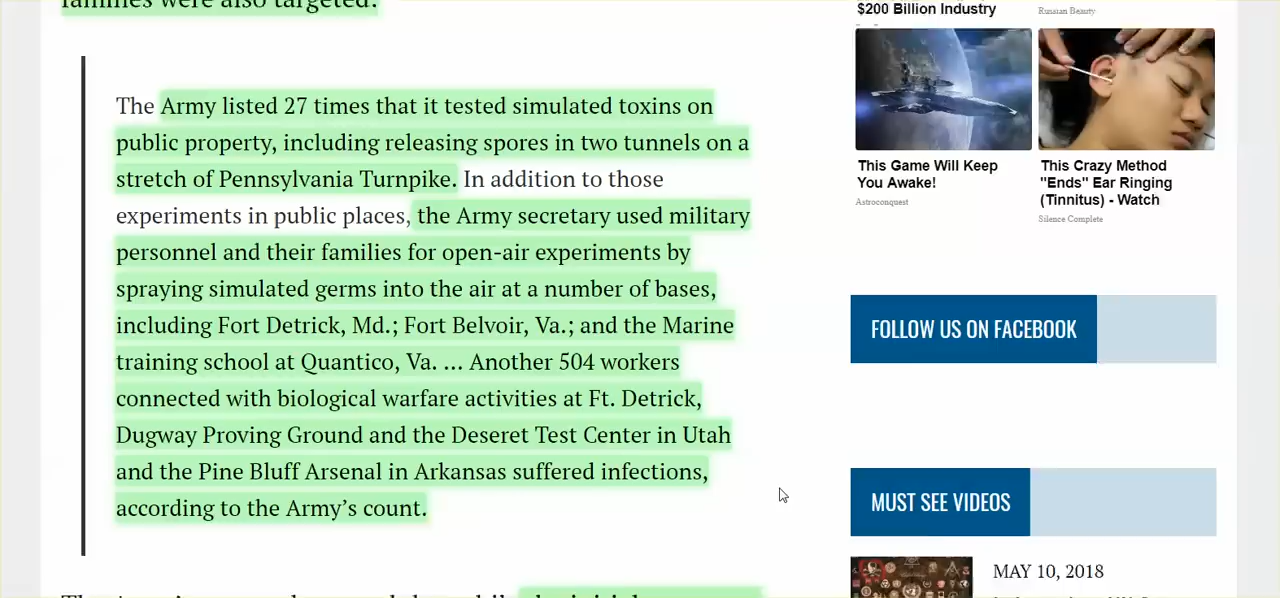 families were also targeted.
The Army listed 27 times that it tested simulated toxins on
public property, including releasing spores in two tunnels on a
stretch of Pennsylvania Turnpike. In addition to those
experiments in public places, the Army secretary used military
personnel and their families for open-air experiments by
spraying simulated germs into the air at a number of bases,
including Fort Detrick, Md.; Fort Belvoir, Va.; and the Marine
training school at Quantico, Va. … Another 504 workers
connected with biological warfare activities at Ft. Detrick,
Dugway Proving Ground and the Deseret Test Center in Utah
and the Pine Bluff Arsenal in Arkansas suffered infections,
according to the Army’s count.
$200 Billion Industry
Russian Beauty
This Game Will Keep
You Awake!
Astroconquest
This Crazy Method
"Ends" Ear Ringing
(Tinnitus) - Watch
Silence Complete
FOLLOW US ON FACEBOOK
MUST SEE VIDEOS
MAY 10, 2018